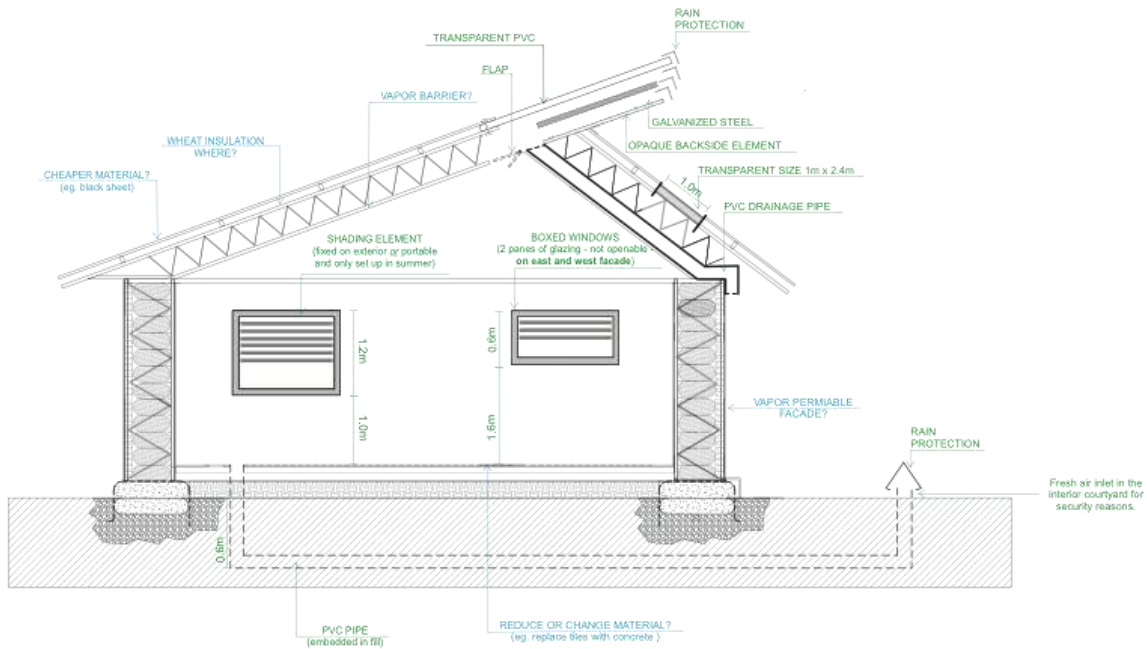 RAIN
PROTECTION
TRANSPARENT PVC
FLAP
VAPOR BARRIER?
GALVANIZED STEEL
WHEAT INSULATION
WHERE?
OPAQUE BACKSIDE ELEMENT
CHEAPER MATERIAL?
(eg. black sheet)
TRANSPARENT SIZE 1m x 2.4m
1.0m
PVC DRAINAGE PIPE
SHADING ELEMENT
(fixed on exterior or portable
and only set up in summer)
BOXED WINDOWS
(2 panes of glazing - not openable -
on east and west facade)
1.2m
0.6m
1.0m
1.6m
VAPOR PERMIABLE
FACADE?
RAIN
PROTECTION
Fresh air inlet in the
interior courtyard for
security reasons.
0.6m
PVC PIPE
(embedded in fill)
REDUCE OR CHANGE MATERIAL?
(eg. replace tiles with concrete )